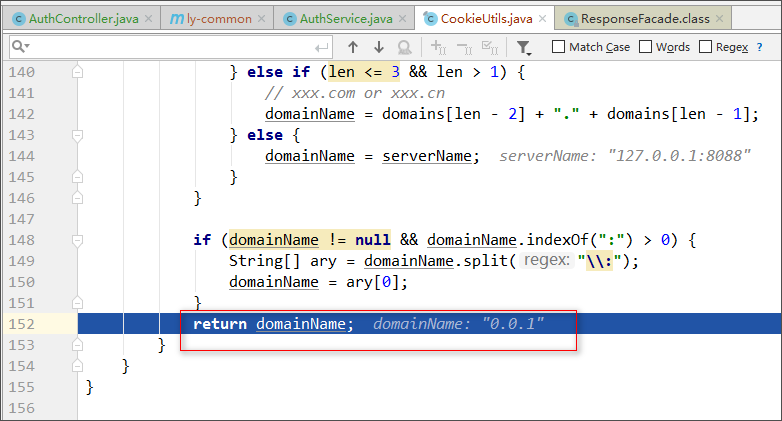 AuthController.java × ly-common × AuthService.java × CookieUtils.java × ResponseFacade.class ×
Match Case Words Regex ?
140 } else if (len <= 3 && len > 1) {
141 // xxx.com or xxx.cn
142 domainName = domains[len - 2] + "." + domains[len - 1];
143 } else {
144 domainName = serverName; serverName: "127.0.0.1:8088"
145 }
146 }
147
148 if (domainName != null && domainName.indexOf(":") > 0) {
149 String[] ary = domainName.split( regex: "\\:");
150 domainName = ary[0];
151 }
152 return domainName; domainName: "0.0.1"
153 }
154 }
155 }
156